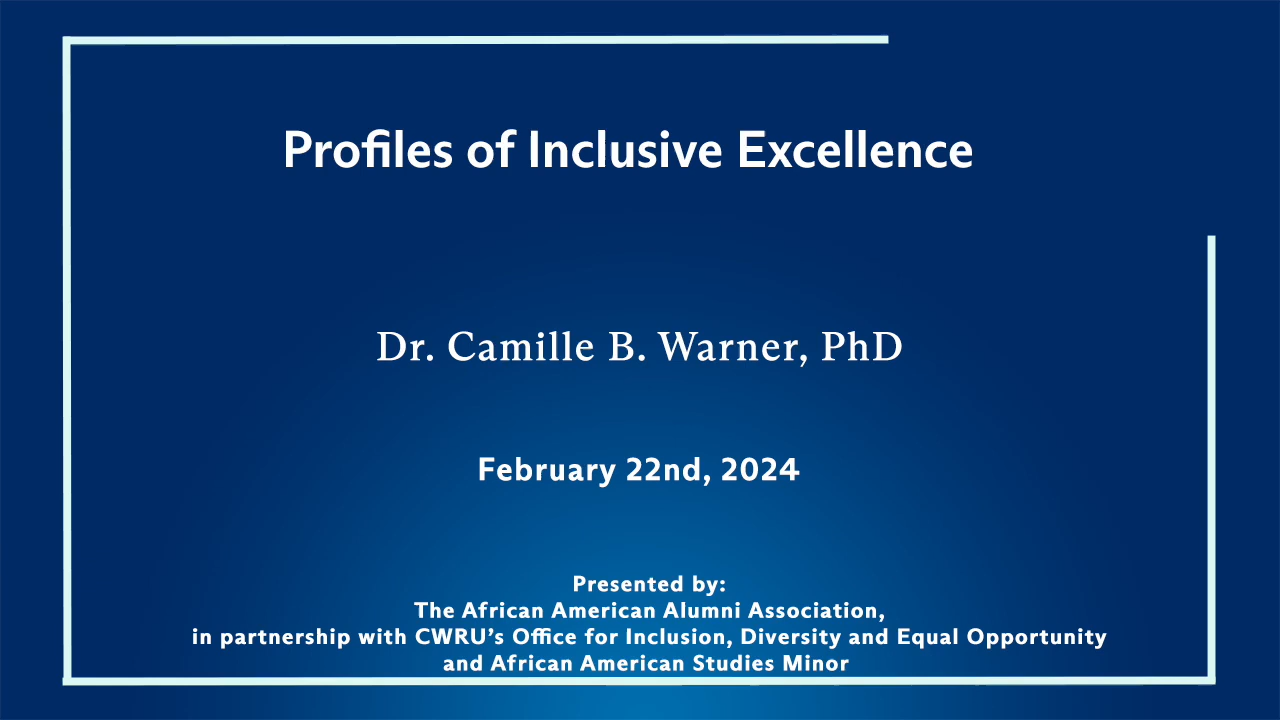 Profiles of Inclusive Excellence
Dr. Camille B. Warner, PhD
February 22nd, 2024
Presented by:
The African American Alumni Association,
in partnership with CWRU’s Office for Inclusion, Diversity and Equal Opportunity
and African American Studies Minor